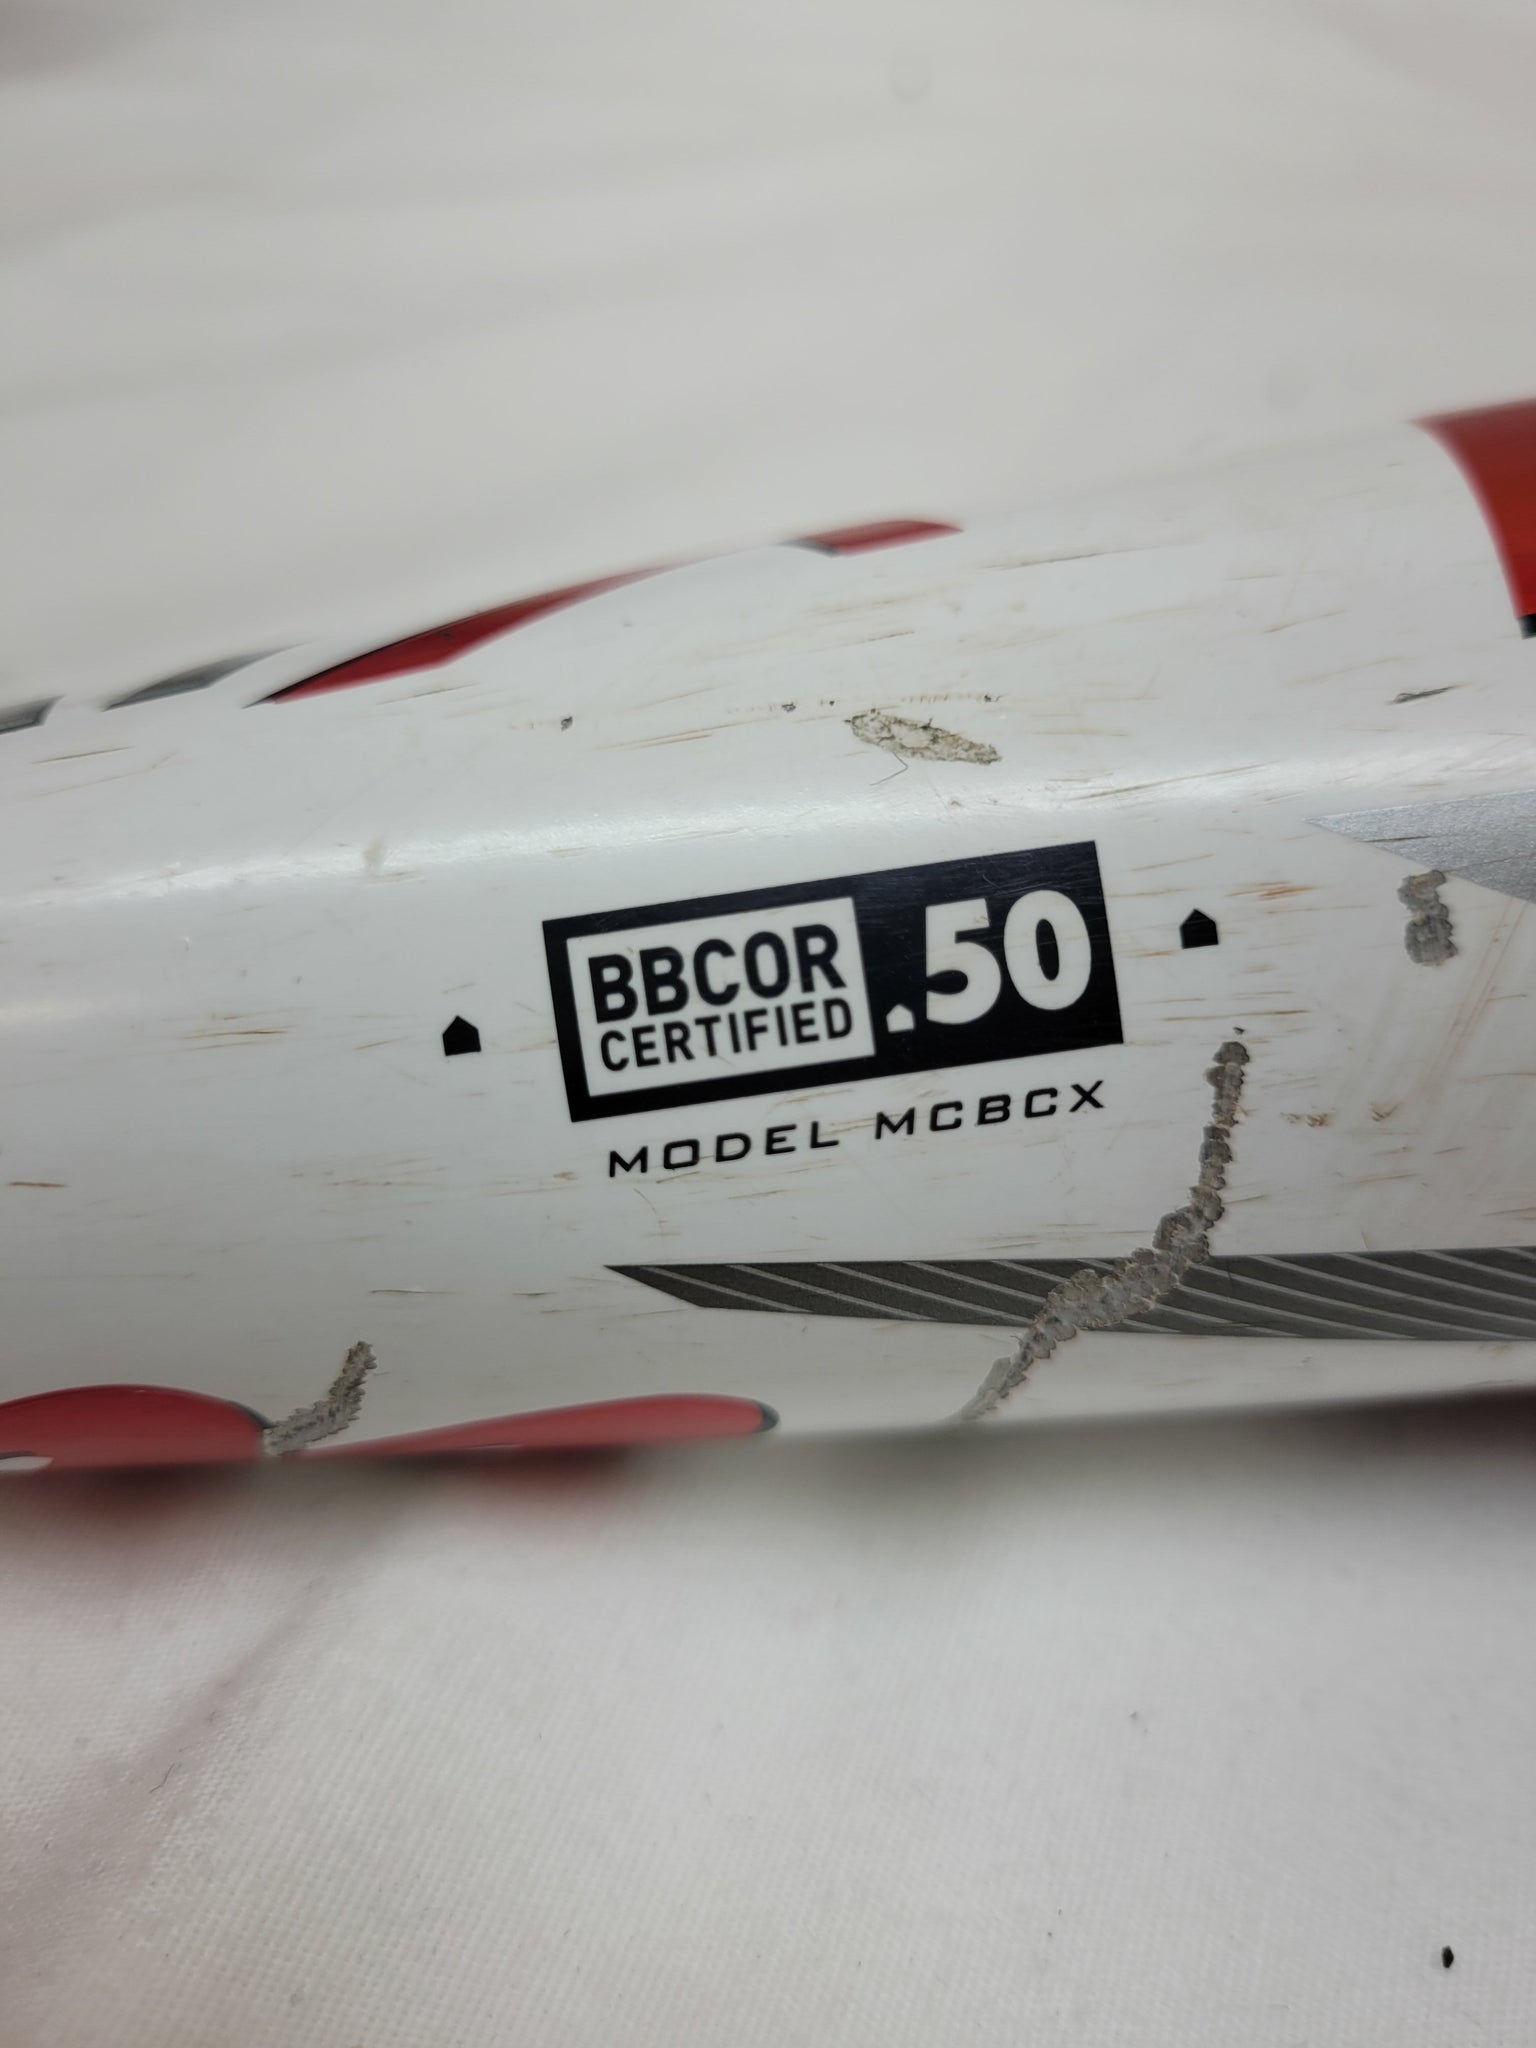 BBCOR
CERTIFIED
.50
MODEL MCBCX